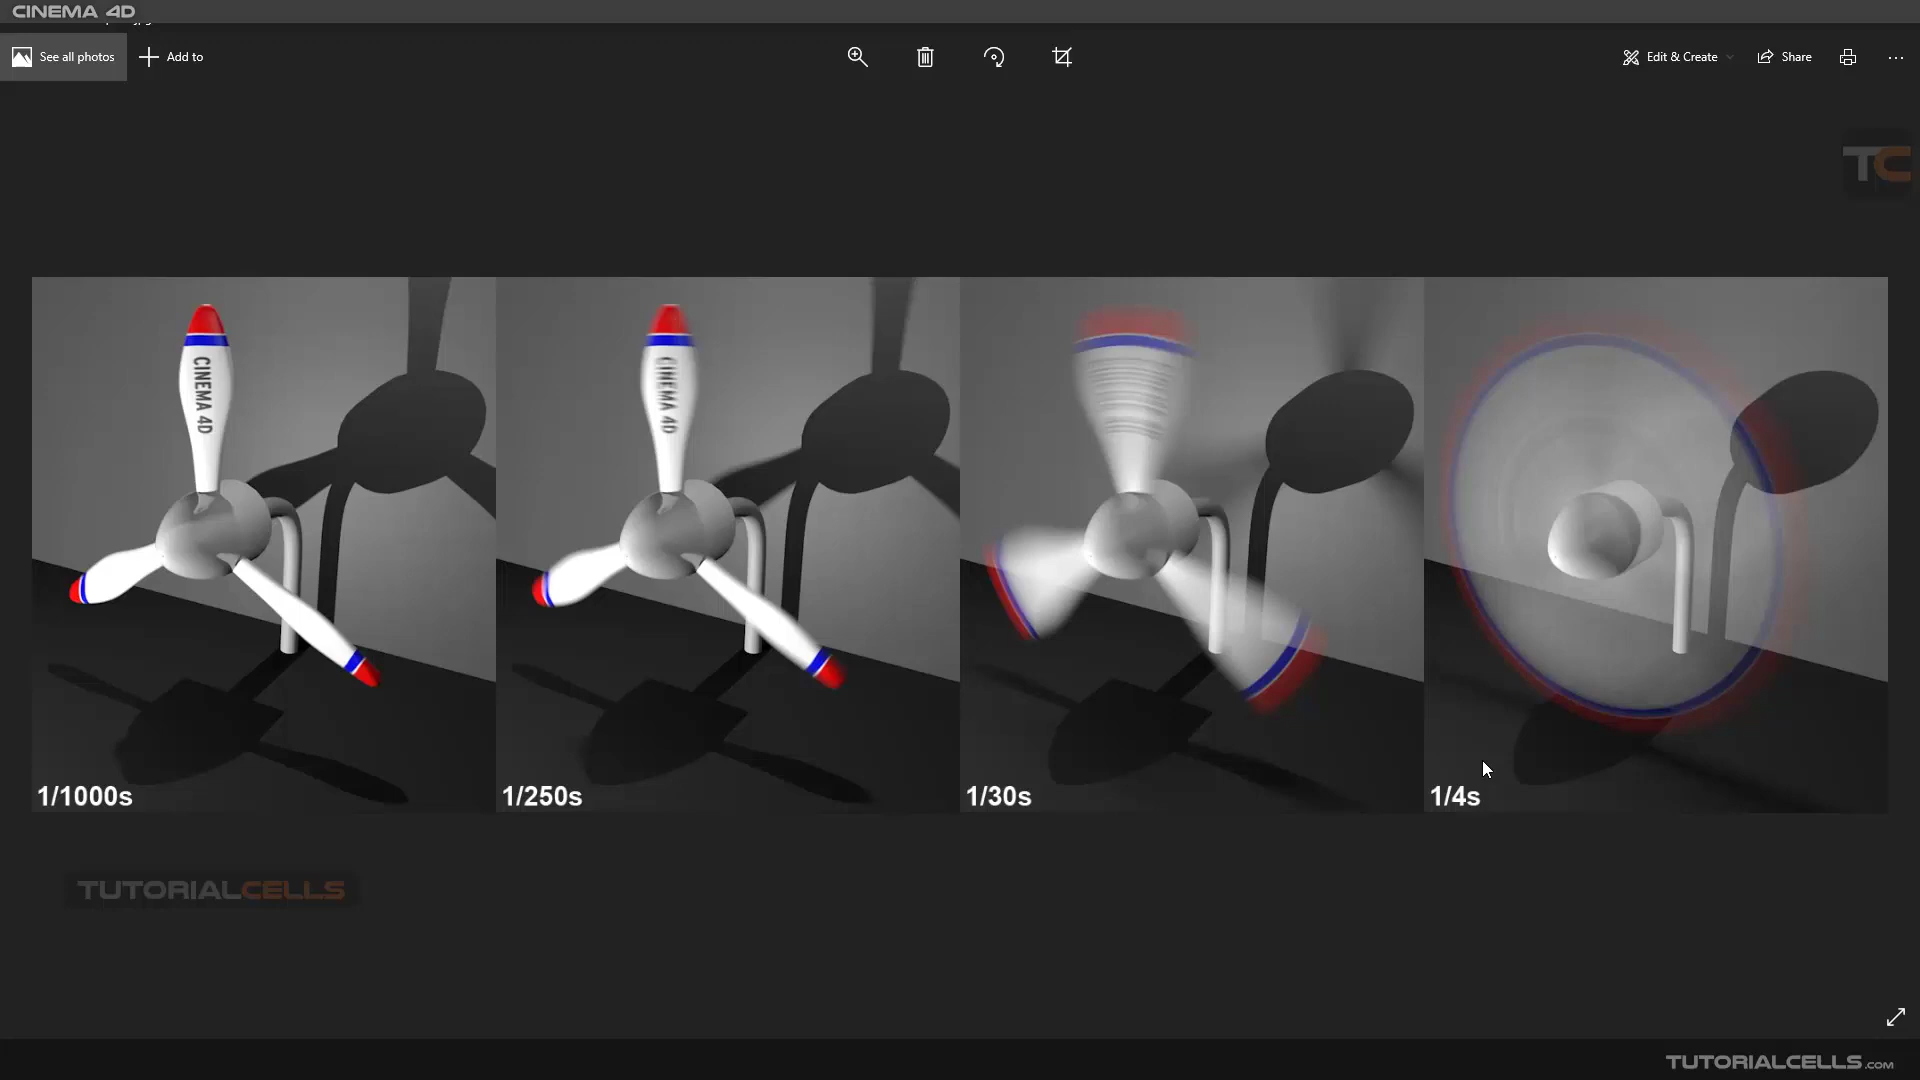 CINEMA 4D
See all photos
Add to
Edit & Create
Share
TC
CINEMA 4D
CINEMA 4D
1/1000s
1/250s
1/30s
1/4s
TUTORIALCELLS
TUTORIALCELLS.COM